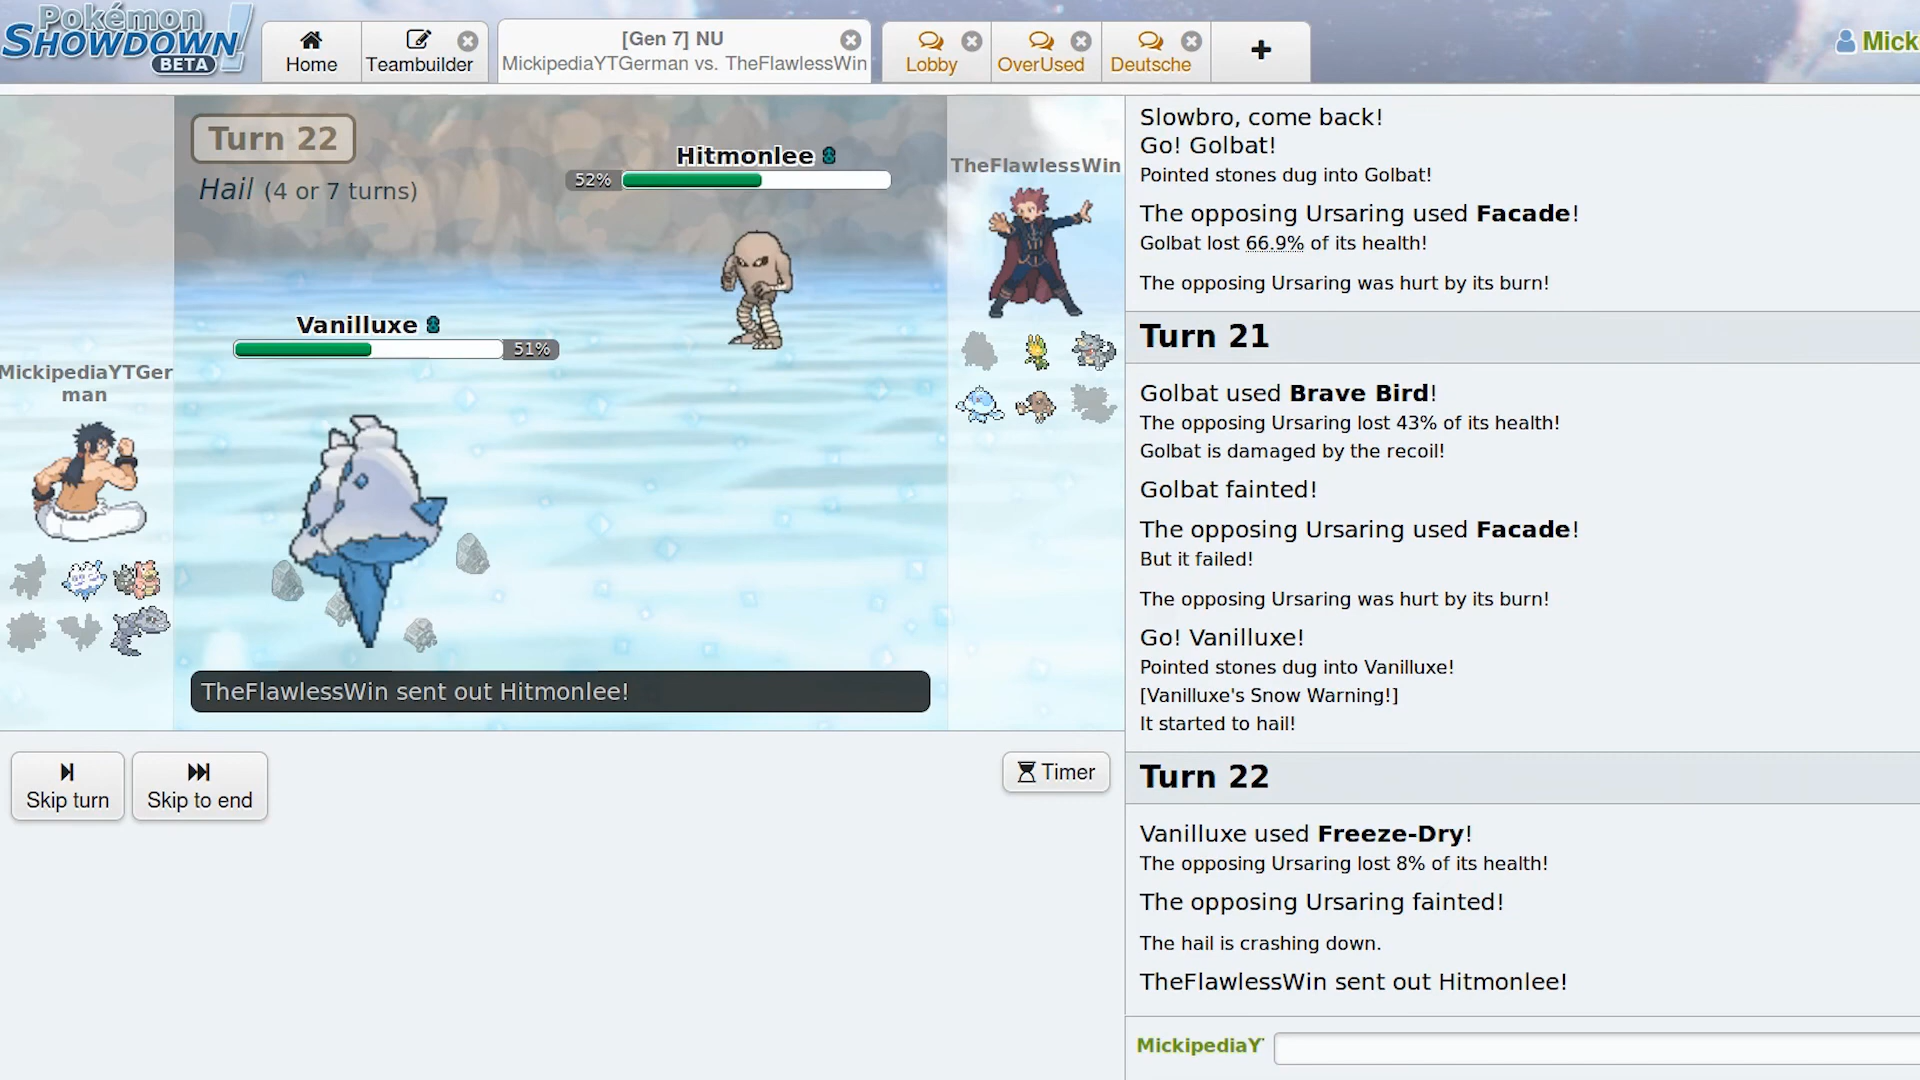 Pokémon
SHOWDOWN!
BETA
Home
Teambuilder
[Gen 7] NU
MickipediaYTGerman vs. TheFlawlessWin
Lobby
OverUsed
Deutsche
+
Mick
Turn 22
Hail (4 or 7 turns)
Hitmonlee
52%
Vanilluxe
51%
MickipediaYTGer
man
TheFlawlessWin
TheFlawlessWin sent out Hitmonlee!
Skip turn
Skip to end
Timer
Slowbro, come back!
Go! Golbat!
Pointed stones dug into Golbat!
The opposing Ursaring used Facade!
Golbat lost 66.9% of its health!
The opposing Ursaring was hurt by its burn!
Turn 21
Golbat used Brave Bird!
The opposing Ursaring lost 43% of its health!
Golbat is damaged by the recoil!
Golbat fainted!
The opposing Ursaring used Facade!
But it failed!
The opposing Ursaring was hurt by its burn!
Go! Vanilluxe!
Pointed stones dug into Vanilluxe!
[Vanilluxe's Snow Warning!]
It started to hail!
Turn 22
Vanilluxe used Freeze-Dry!
The opposing Ursaring lost 8% of its health!
The opposing Ursaring fainted!
The hail is crashing down.
TheFlawlessWin sent out Hitmonlee!
MickipediaY